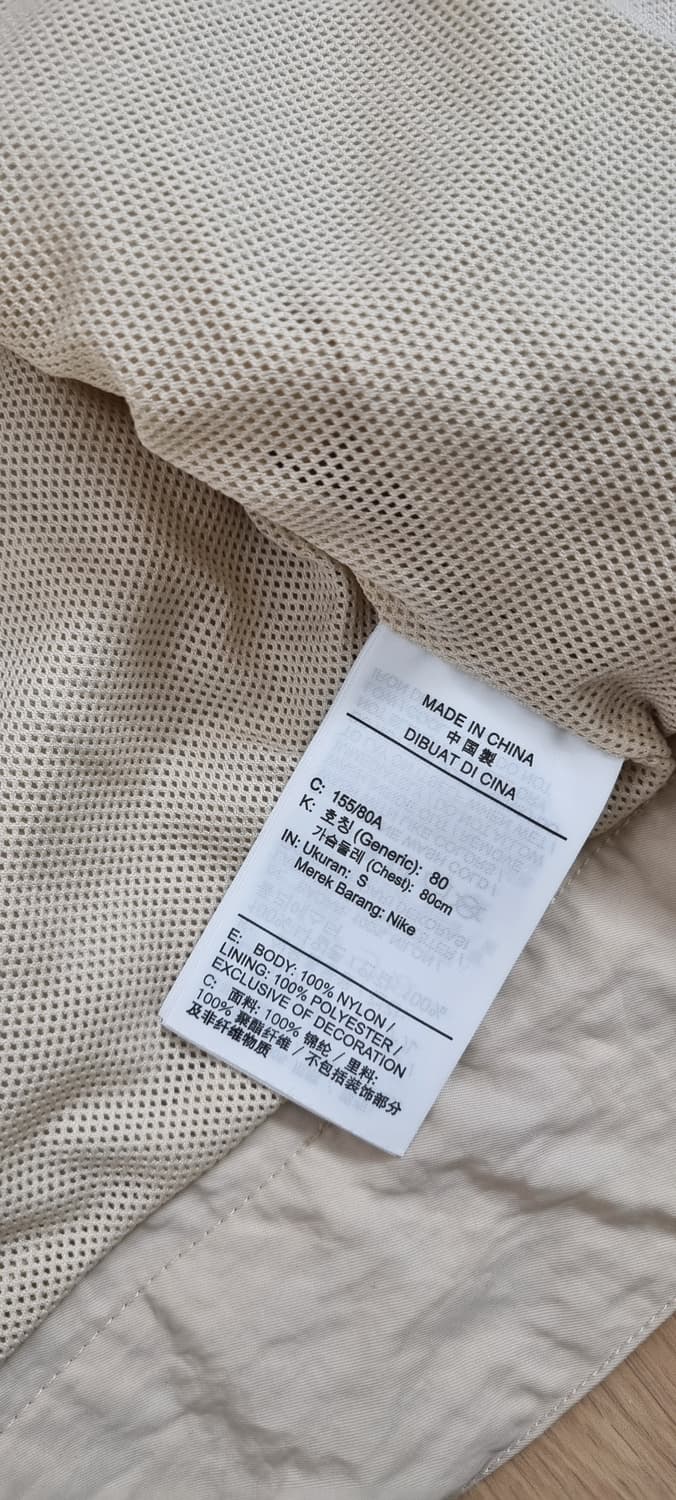 MADE IN CHINA
中国製
DIBUAT DI CINA
C: 155/80A
K: 호칭 (Generic): 80
가슴둘레 (Chest): 80cm
IN: Ukuran: S
Merek Barang: Nike
E: BODY: 100% NYLON /
LINING: 100% POLYESTER /
EXCLUSIVE OF DECORATION
C: 面料: 100% 锦纶 / 里料:
100% 聚酯纤维 / 不包括装饰部分
及非纤维物质